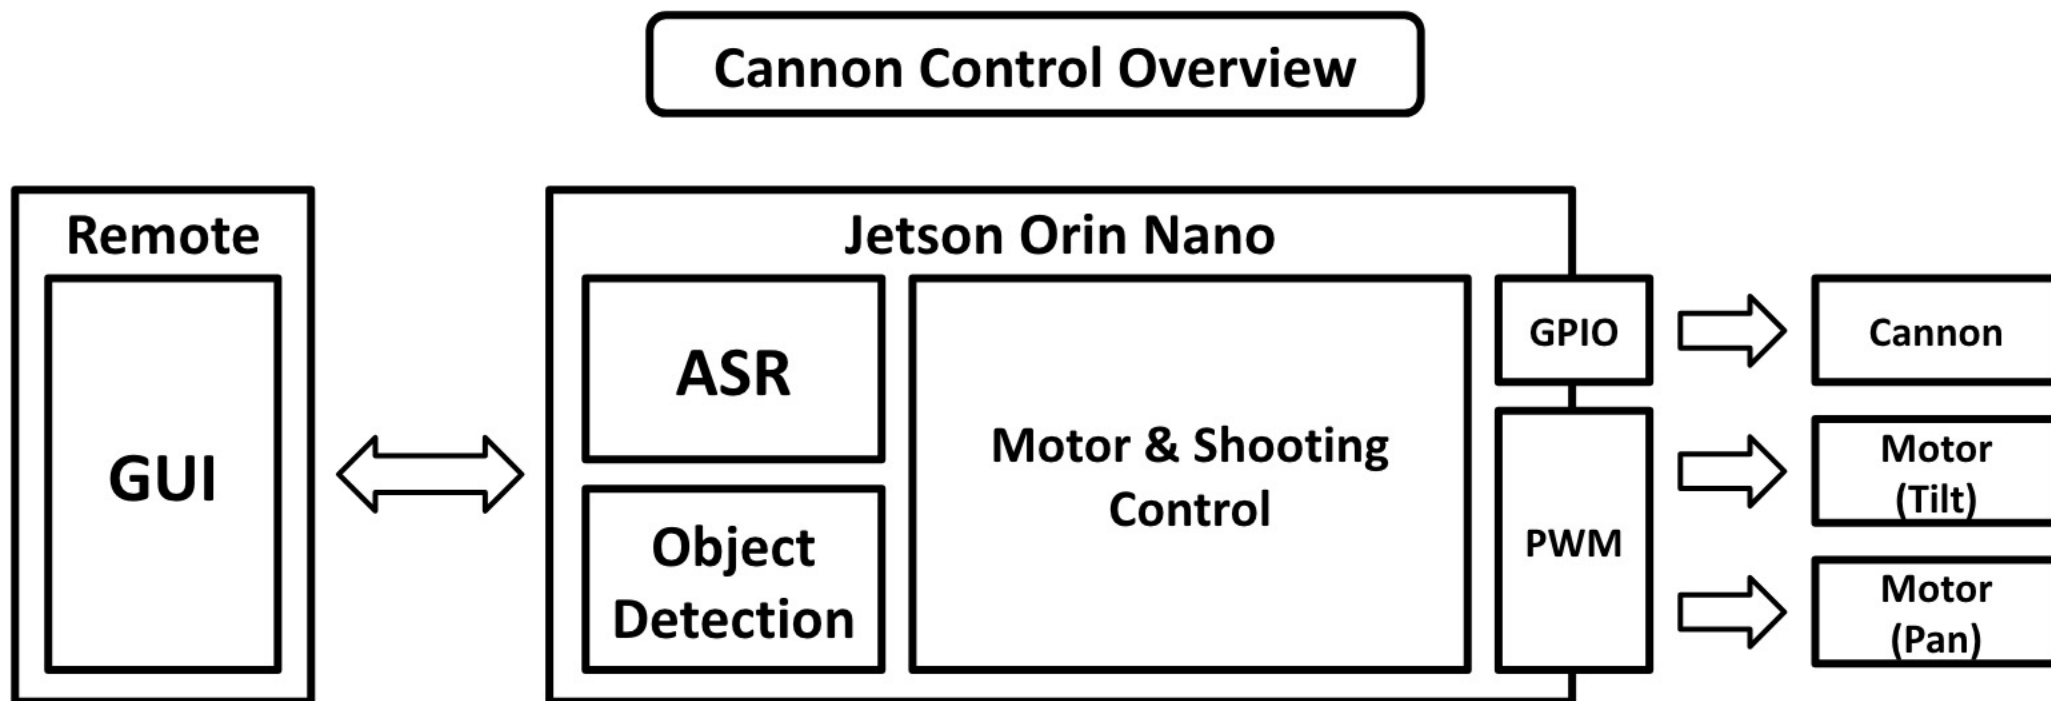 Cannon Control Overview
Remote
GUI
Jetson Orin Nano
ASR
Object
Detection
Motor & Shooting
Control
GPIO
PWM
Cannon
Motor
(Tilt)
Motor
(Pan)